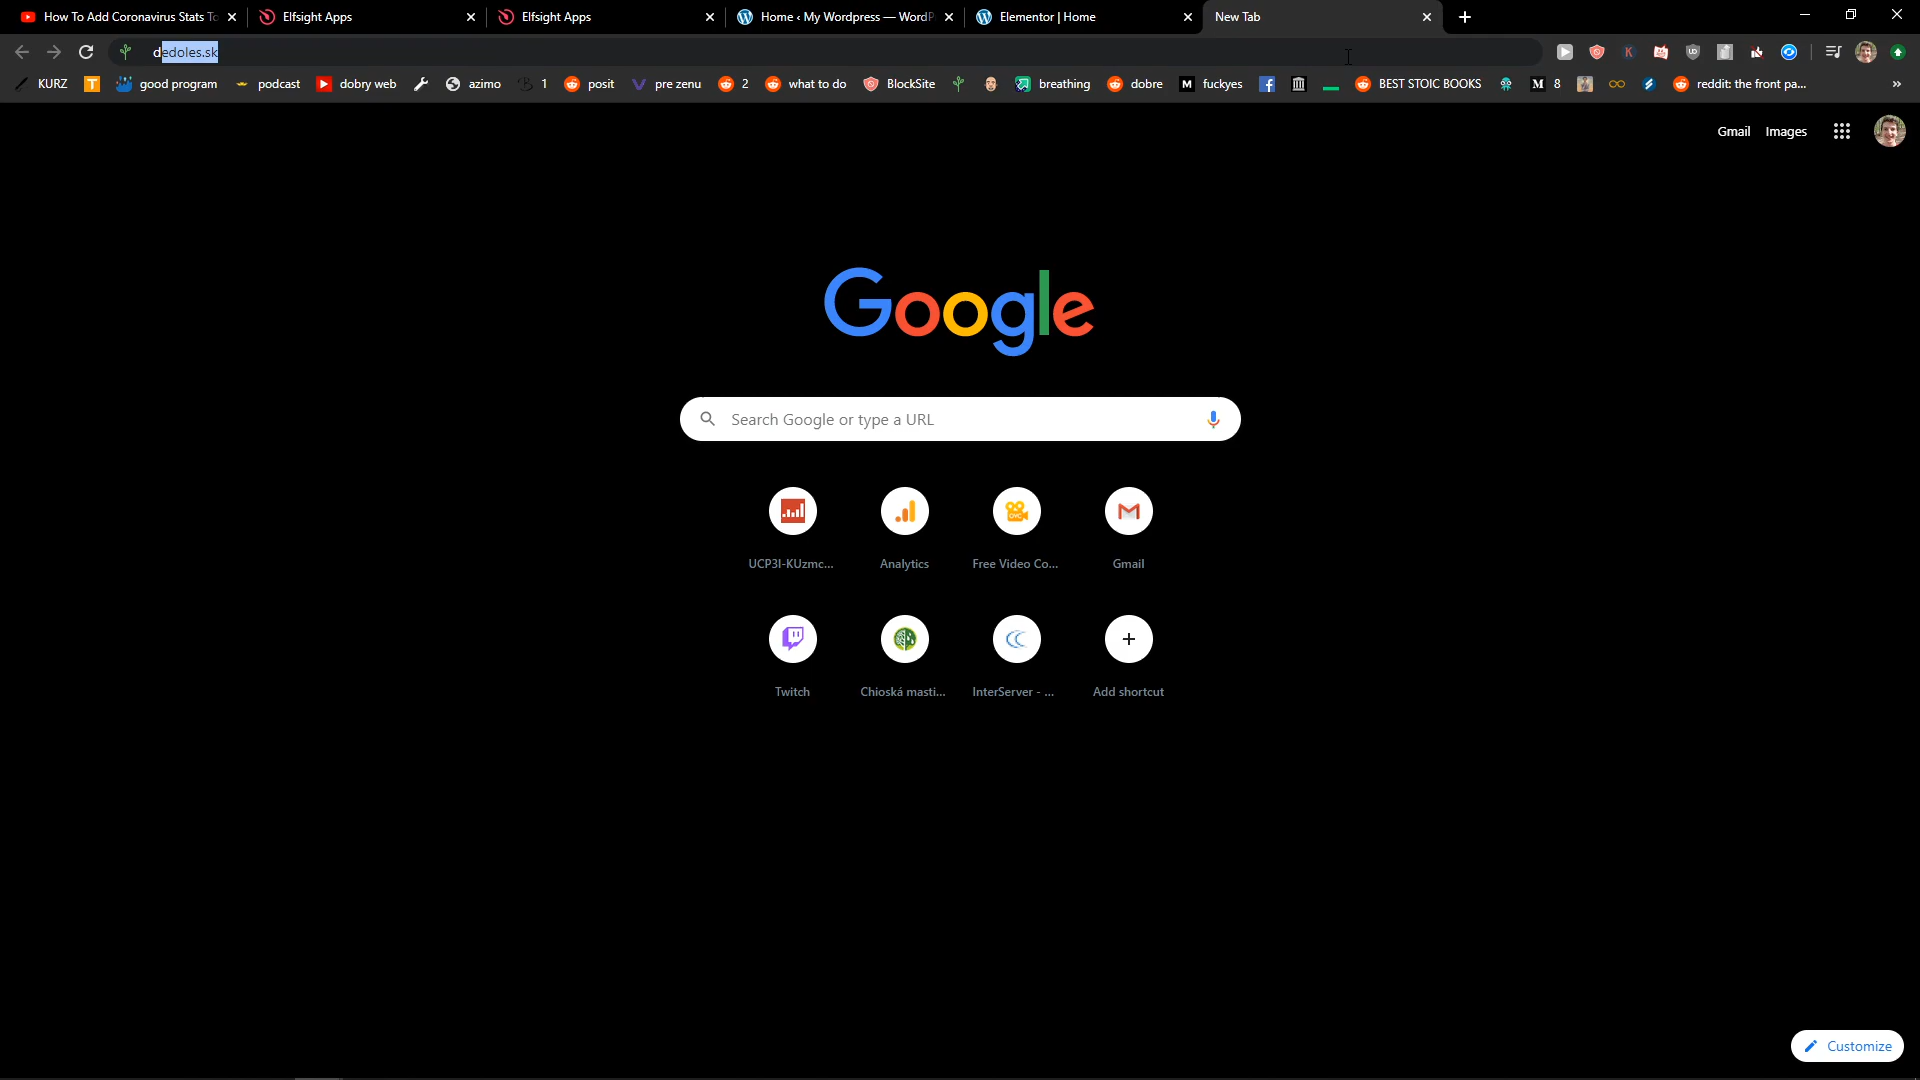 How To Add Coronavirus Stats To
Elfsight Apps
Elfsight Apps
Home ‹ My Wordpress — WordP
Elementor | Home
New Tab
dedoles.sk
KURZ
good program
podcast
dobry web
azimo
1
posit
pre zenu
2
what to do
BlockSite
breathing
dobre
fuckyes
BEST STOIC BOOKS
8
reddit: the front pa...
Gmail
Images
Google
Search Google or type a URL
UCP3I-KUzmc...
Analytics
Free Video Co...
Gmail
Twitch
Chioská masti...
InterServer - ...
Add shortcut
Customize